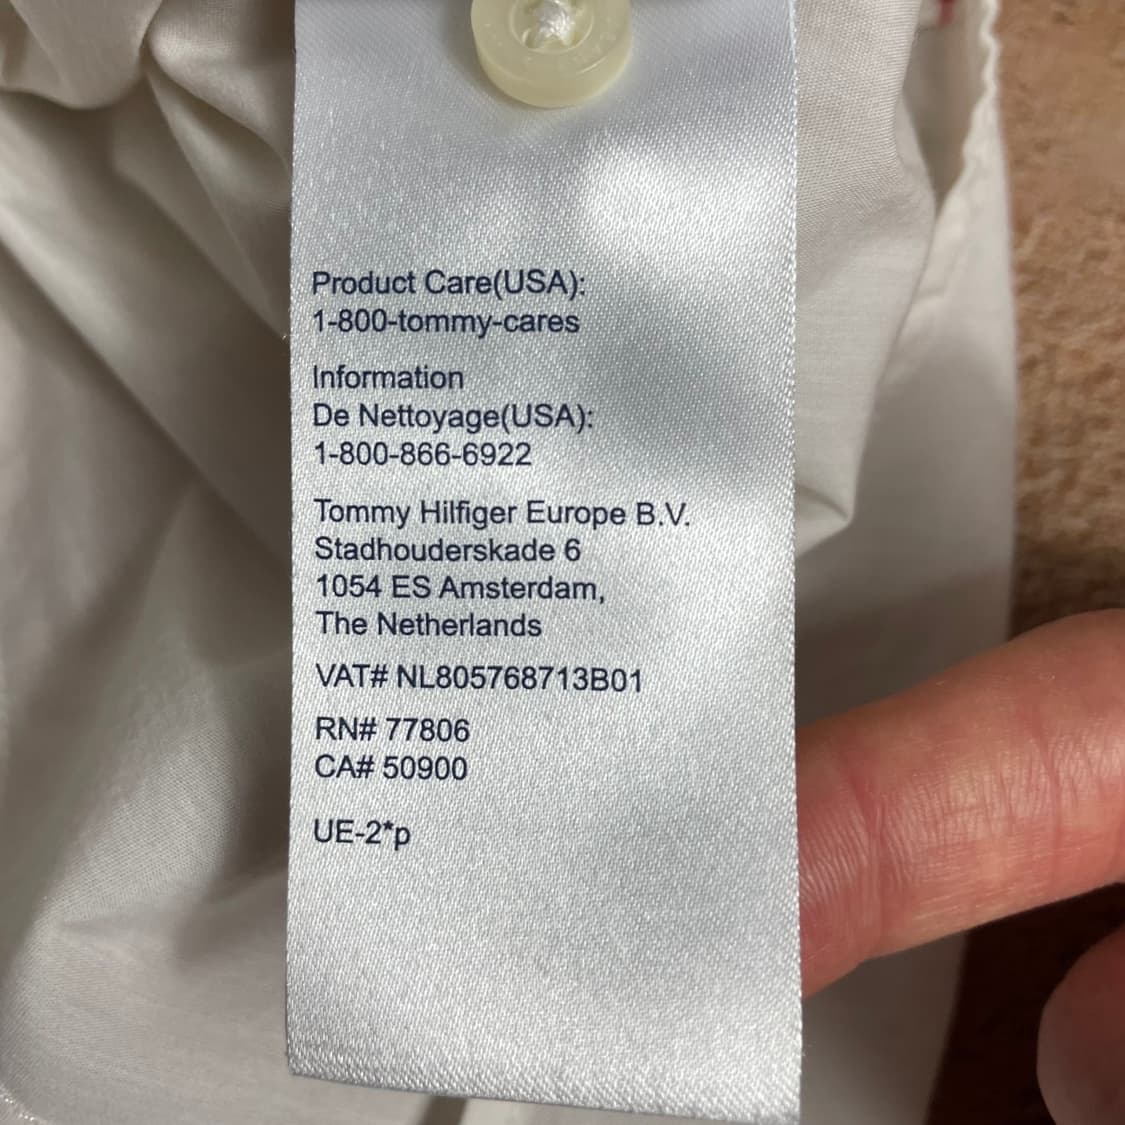 Product Care(USA):
1-800-tommy-cares
Information
De Nettoyage(USA):
1-800-866-6922
Tommy Hilfiger Europe B.V.
Stadhouderskade 6
1054 ES Amsterdam,
The Netherlands
VAT# NL805768713B01
RN# 77806
CA# 50900
UE-2*p